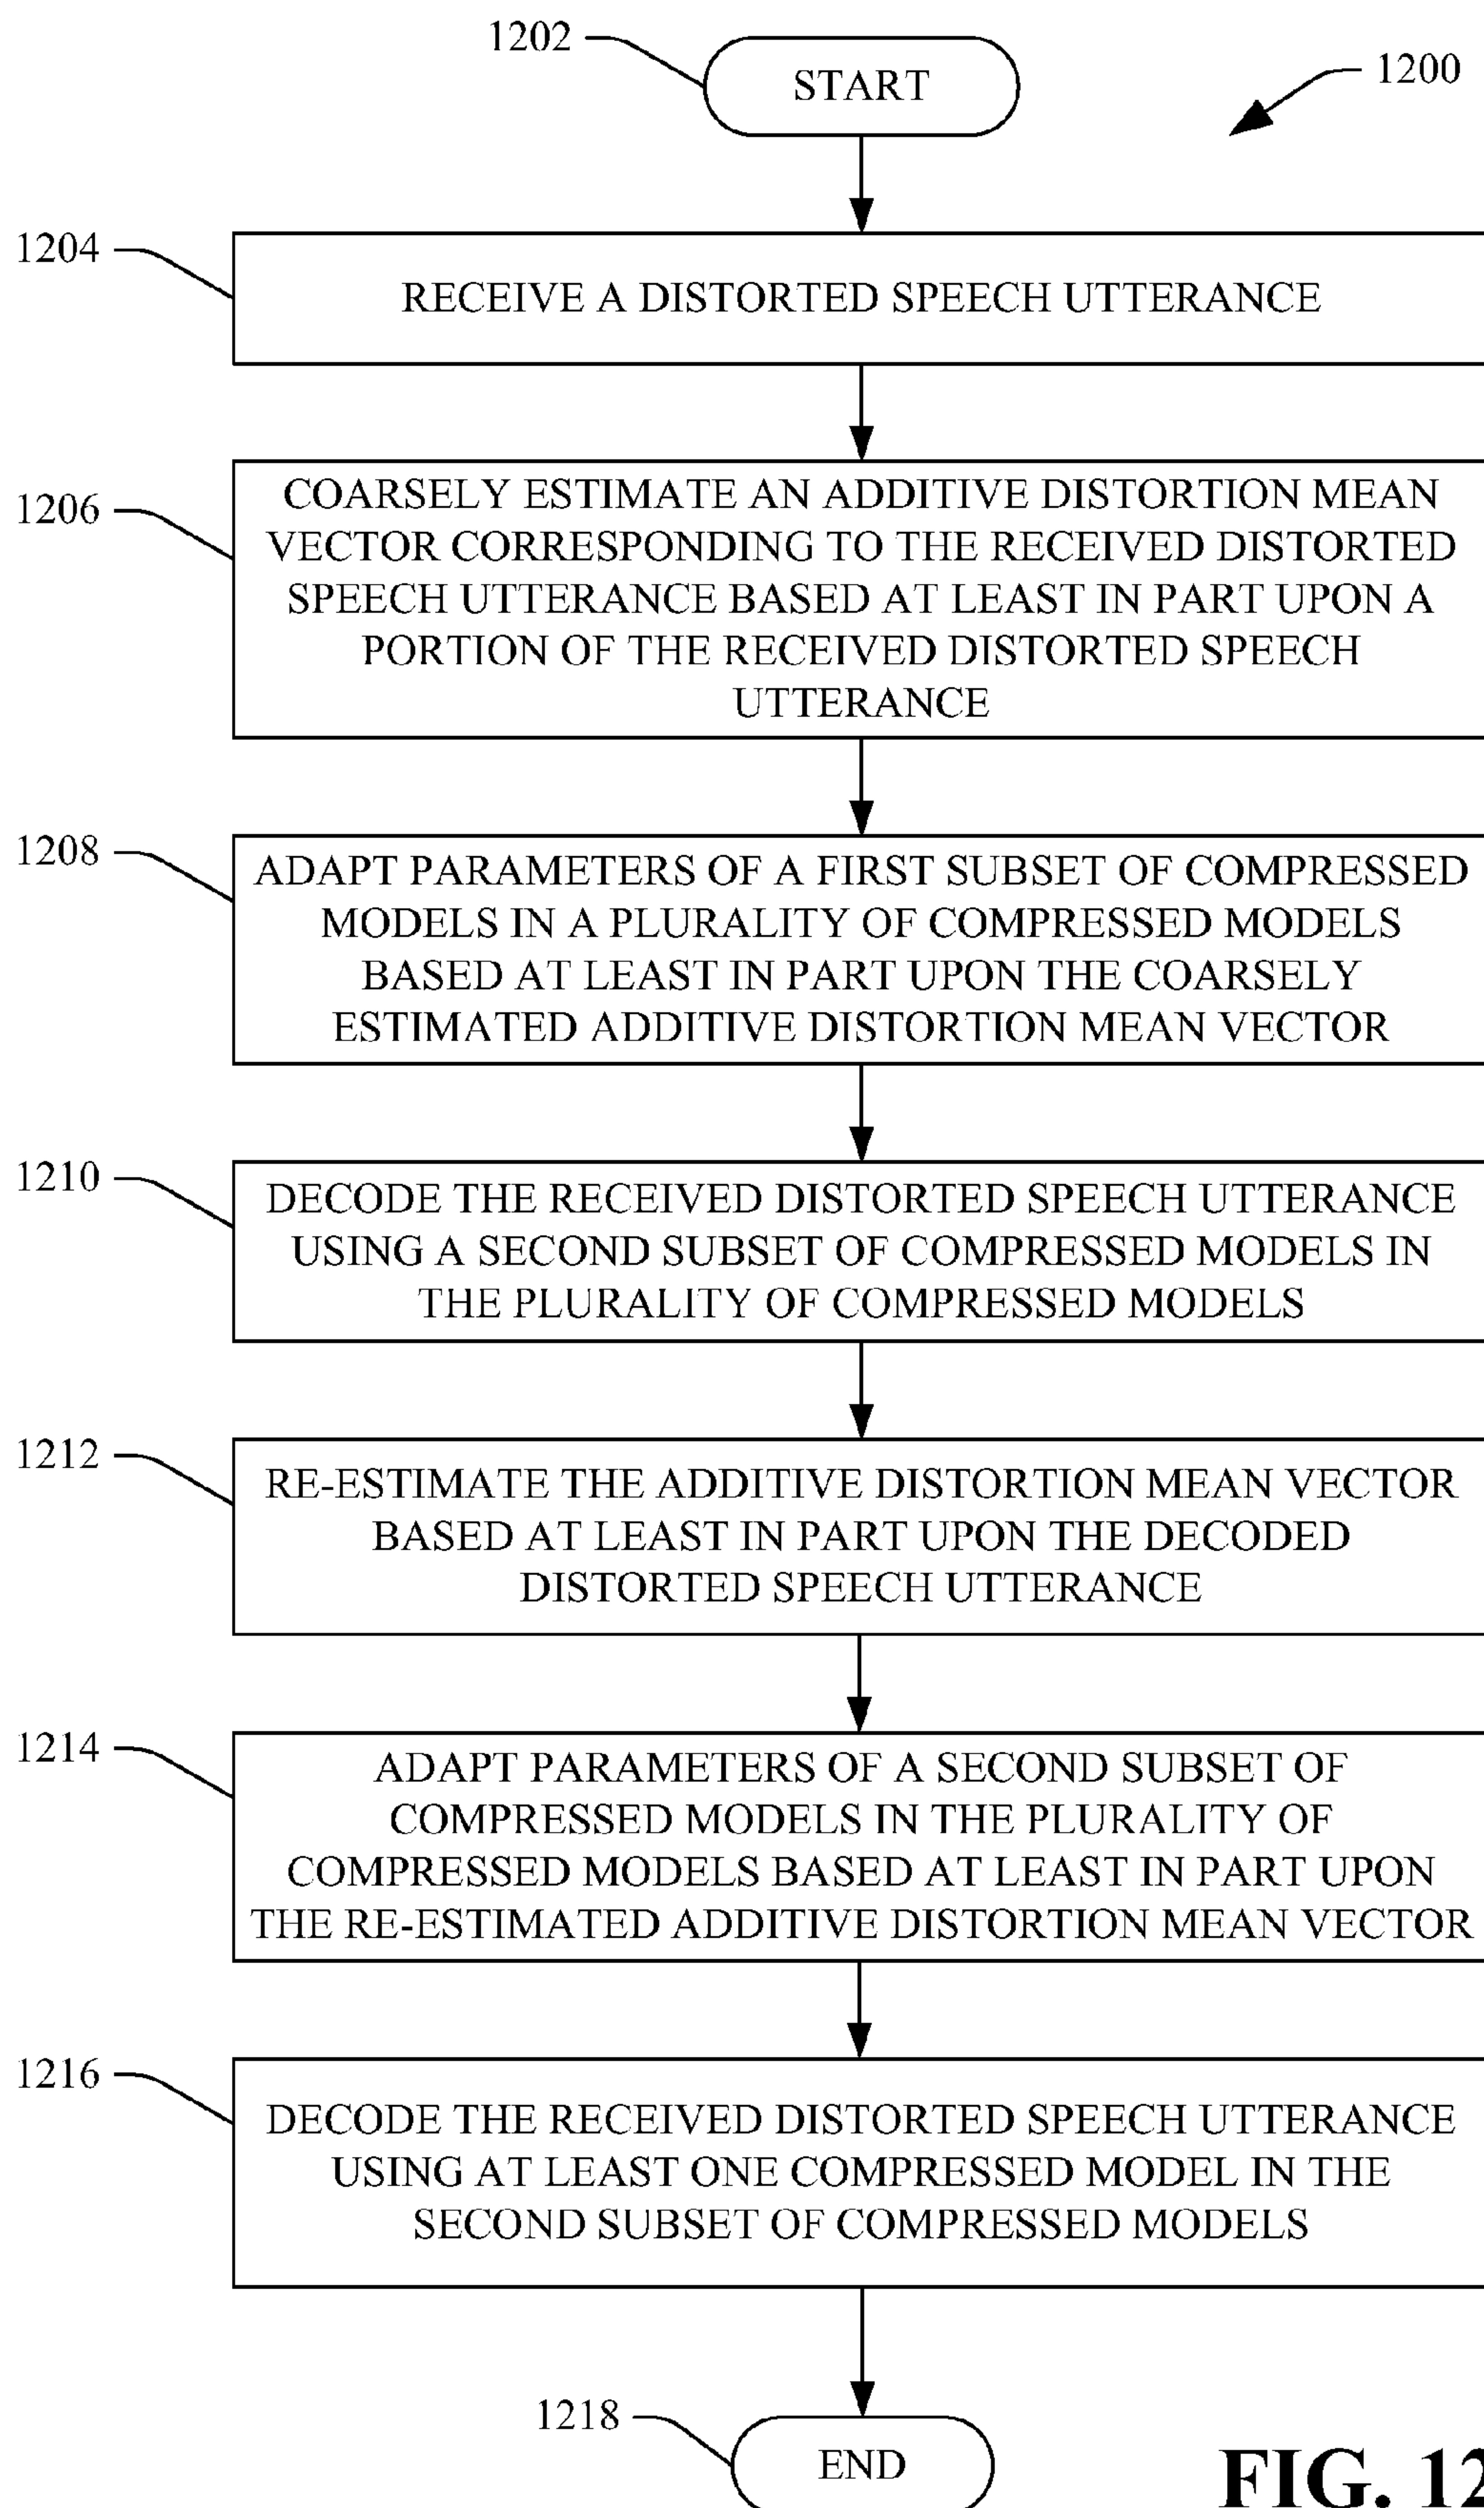 1202
START
1200
1204
RECEIVE A DISTORTED SPEECH UTTERANCE
1206
COARSELY ESTIMATE AN ADDITIVE DISTORTION MEAN
VECTOR CORRESPONDING TO THE RECEIVED DISTORTED
SPEECH UTTERANCE BASED AT LEAST IN PART UPON A
PORTION OF THE RECEIVED DISTORTED SPEECH
UTTERANCE
1208
ADAPT PARAMETERS OF A FIRST SUBSET OF COMPRESSED
MODELS IN A PLURALITY OF COMPRESSED MODELS
BASED AT LEAST IN PART UPON THE COARSELY
ESTIMATED ADDITIVE DISTORTION MEAN VECTOR
1210
DECODE THE RECEIVED DISTORTED SPEECH UTTERANCE
USING A SECOND SUBSET OF COMPRESSED MODELS IN
THE PLURALITY OF COMPRESSED MODELS
1212
RE-ESTIMATE THE ADDITIVE DISTORTION MEAN VECTOR
BASED AT LEAST IN PART UPON THE DECODED
DISTORTED SPEECH UTTERANCE
1214
ADAPT PARAMETERS OF A SECOND SUBSET OF
COMPRESSED MODELS IN THE PLURALITY OF
COMPRESSED MODELS BASED AT LEAST IN PART UPON
THE RE-ESTIMATED ADDITIVE DISTORTION MEAN VECTOR
1216
DECODE THE RECEIVED DISTORTED SPEECH UTTERANCE
USING AT LEAST ONE COMPRESSED MODEL IN THE
SECOND SUBSET OF COMPRESSED MODELS
1218
END
FIG. 12